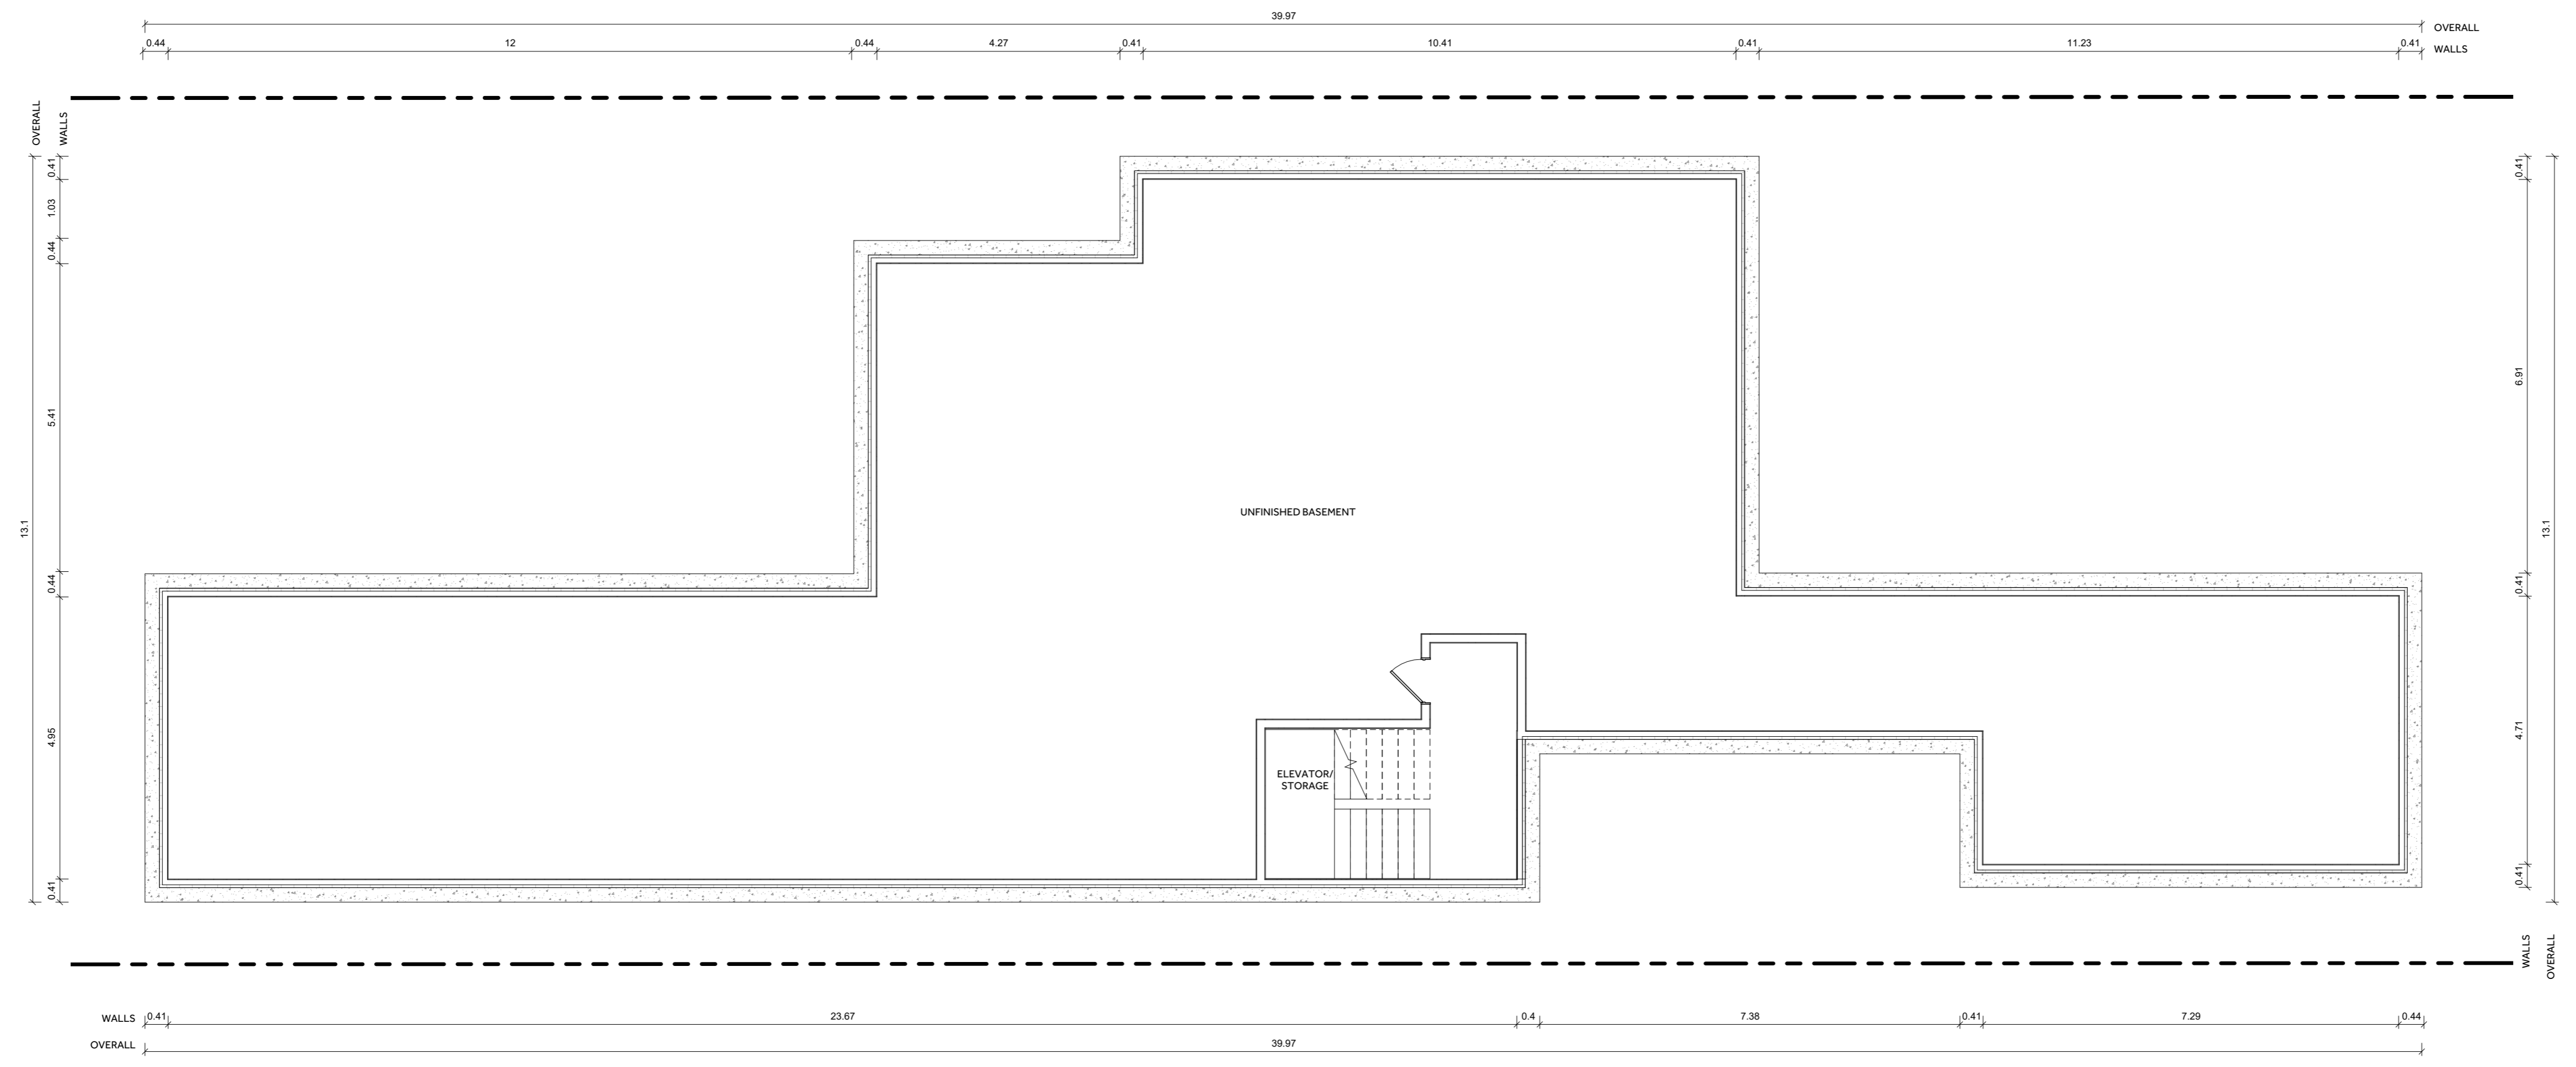 39.97
OVERALL
0.44 12 0.44 4.27 0.41 10.41 0.41 11.23 0.41
WALLS
OVERALL
WALLS
0.41
1.03
0.44
5.41
13.1
0.44
4.95
0.41
0.41
6.91
13.1
0.41
4.71
0.41
UNFINISHED BASEMENT
ELEVATOR/
STORAGE
WALLS
OVERALL
WALLS 0.41 23.67 0.4 7.38 0.41 7.29 0.44
OVERALL 39.97